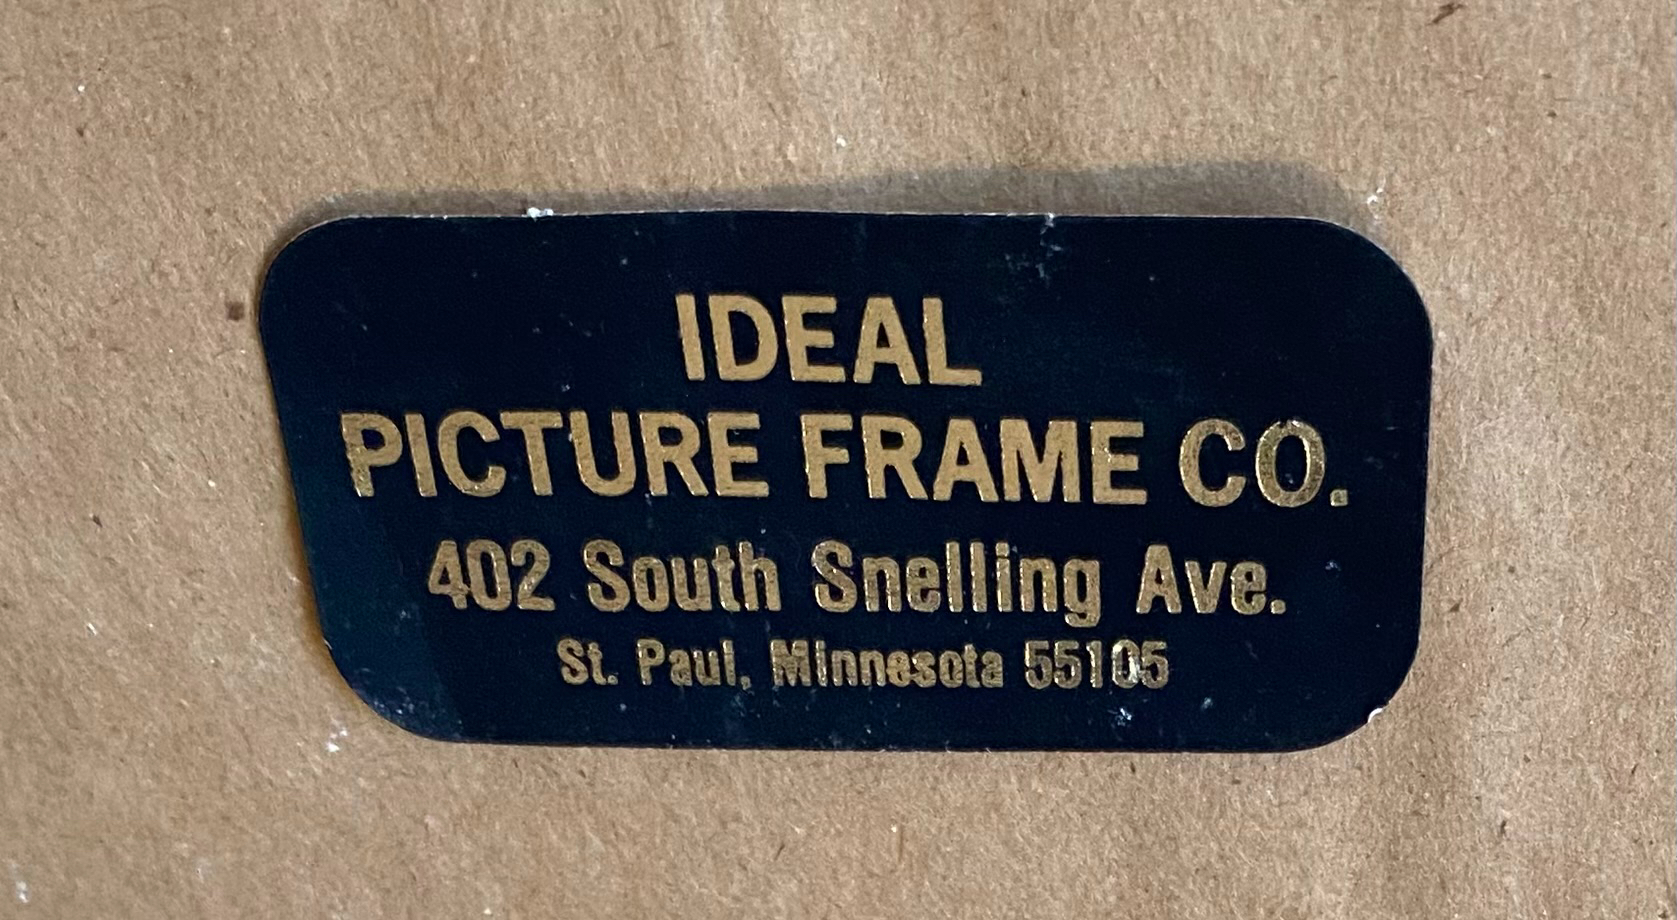 IDEAL
PICTURE FRAME CO.
402 South Snelling Ave.
St. Paul, Minnesota 55105